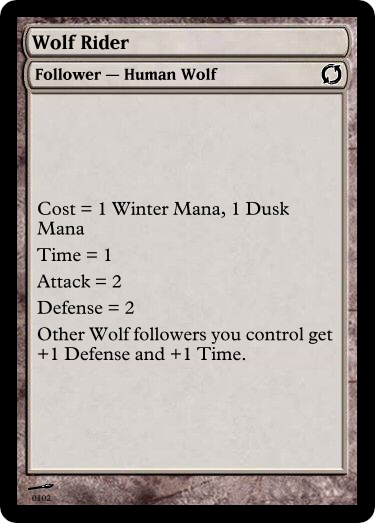 Wolf Rider
Follower — Human Wolf
Cost = 1 Winter Mana, 1 Dusk
Mana
Time = 1
Attack = 2
Defense = 2
Other Wolf followers you control get
+1 Defense and +1 Time.
0102